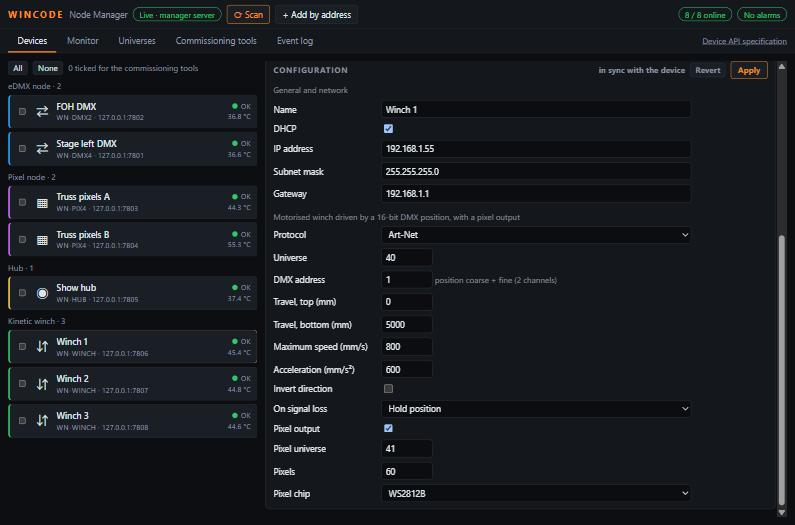 WINCODE Node Manager Live · manager server Scan + Add by address 8 / 8 online No alarms
Devices Monitor Universes Commissioning tools Event log Device API specification
All None 0 ticked for the commissioning tools
eDMX node · 2
FOH DMX OK
WN-DMX2 · 127.0.0.1:7802 36.8 °C
Stage left DMX OK
WN-DMX4 · 127.0.0.1:7801 36.6 °C
Pixel node · 2
Truss pixels A OK
WN-PIX4 · 127.0.0.1:7803 44.3 °C
Truss pixels B OK
WN-PIX4 · 127.0.0.1:7804 55.3 °C
Hub · 1
Show hub OK
WN-HUB · 127.0.0.1:7805 37.4 °C
Kinetic winch · 3
Winch 1 OK
WN-WINCH · 127.0.0.1:7806 45.4 °C
Winch 2 OK
WN-WINCH · 127.0.0.1:7807 44.8 °C
Winch 3 OK
WN-WINCH · 127.0.0.1:7808 44.6 °C
CONFIGURATION in sync with the device Revert Apply
General and network
Name Winch 1
DHCP
IP address 192.168.1.55
Subnet mask 255.255.255.0
Gateway 192.168.1.1
Motorised winch driven by a 16-bit DMX position, with a pixel output
Protocol Art-Net
Universe 40
DMX address 1 position coarse + fine (2 channels)
Travel, top (mm) 0
Travel, bottom (mm) 5000
Maximum speed (mm/s) 800
Acceleration (mm/s²) 600
Invert direction
On signal loss Hold position
Pixel output
Pixel universe 41
Pixels 60
Pixel chip WS2812B